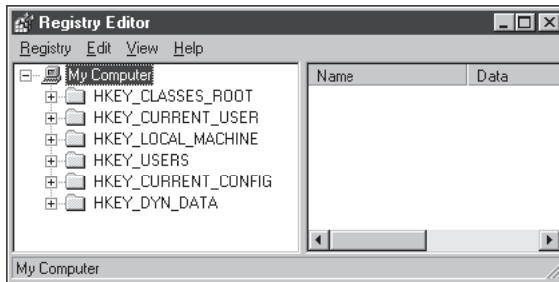 Registry Editor
Registry Edit View Help
My Computer
HKEY_CLASSES_ROOT
HKEY_CURRENT_USER
HKEY_LOCAL_MACHINE
HKEY_USERS
HKEY_CURRENT_CONFIG
HKEY_DYN_DATA
Name Data
My Computer